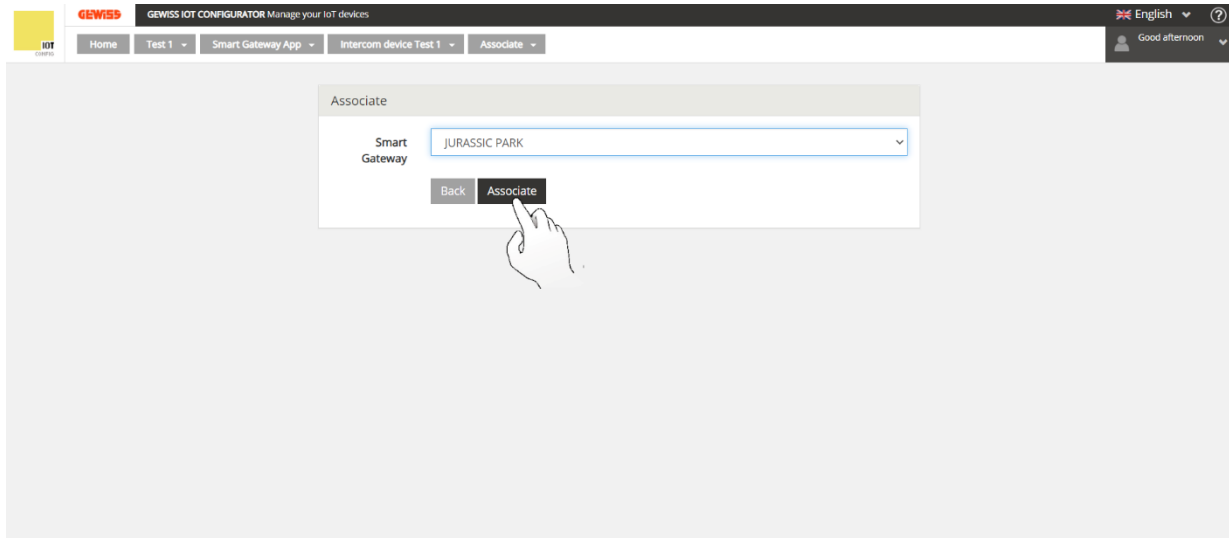 GEWISS GEWISS IOT CONFIGURATOR Manage your IoT devices English ?
IOT
CONFIG
Home Test 1 Smart Gateway App Intercom device Test 1 Associate Good afternoon
Associate
Smart Gateway JURASSIC PARK
Back Associate